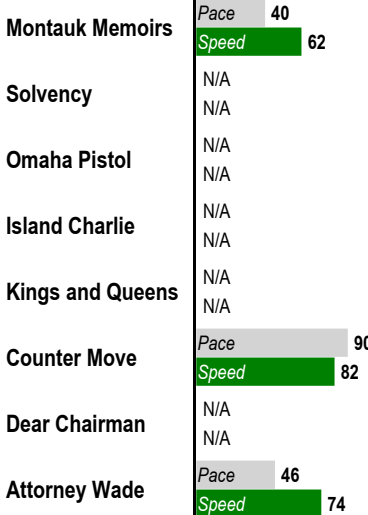 Montauk Memoirs
Pace 40
Speed 62
Solvency
N/A
N/A
Omaha Pistol
N/A
N/A
Island Charlie
N/A
N/A
Kings and Queens
N/A
N/A
Counter Move
Pace 90
Speed 82
Dear Chairman
N/A
N/A
Attorney Wade
Pace 46
Speed 74